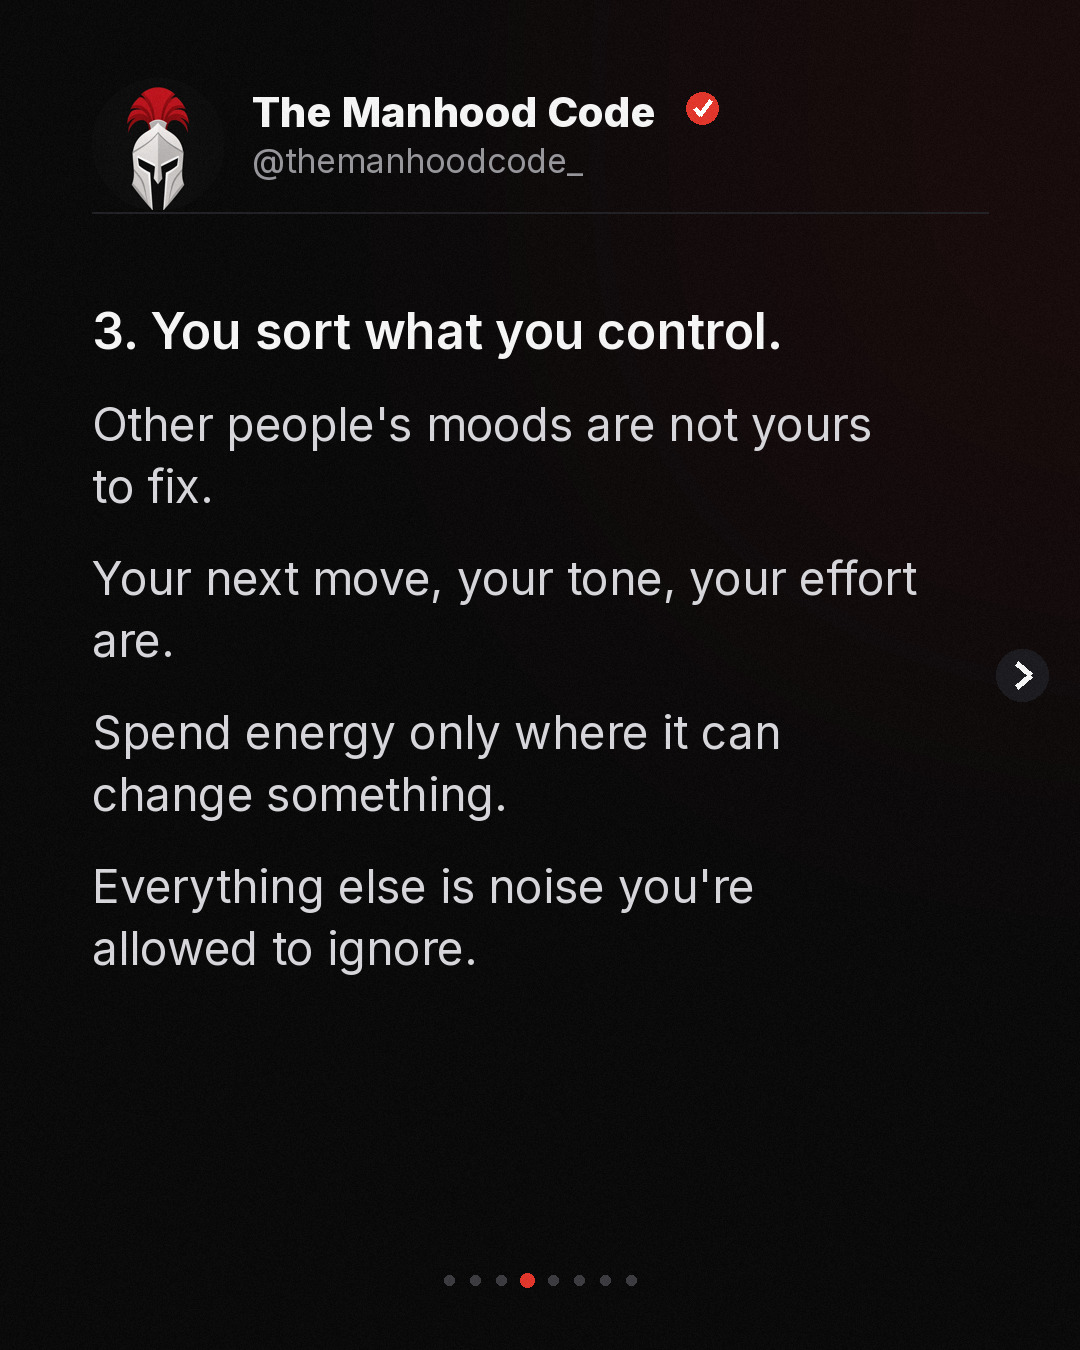 The Manhood Code
@themanhoodcode_
3. You sort what you control.
Other people's moods are not yours
to fix.
Your next move, your tone, your effort
are.
Spend energy only where it can
change something.
Everything else is noise you're
allowed to ignore.